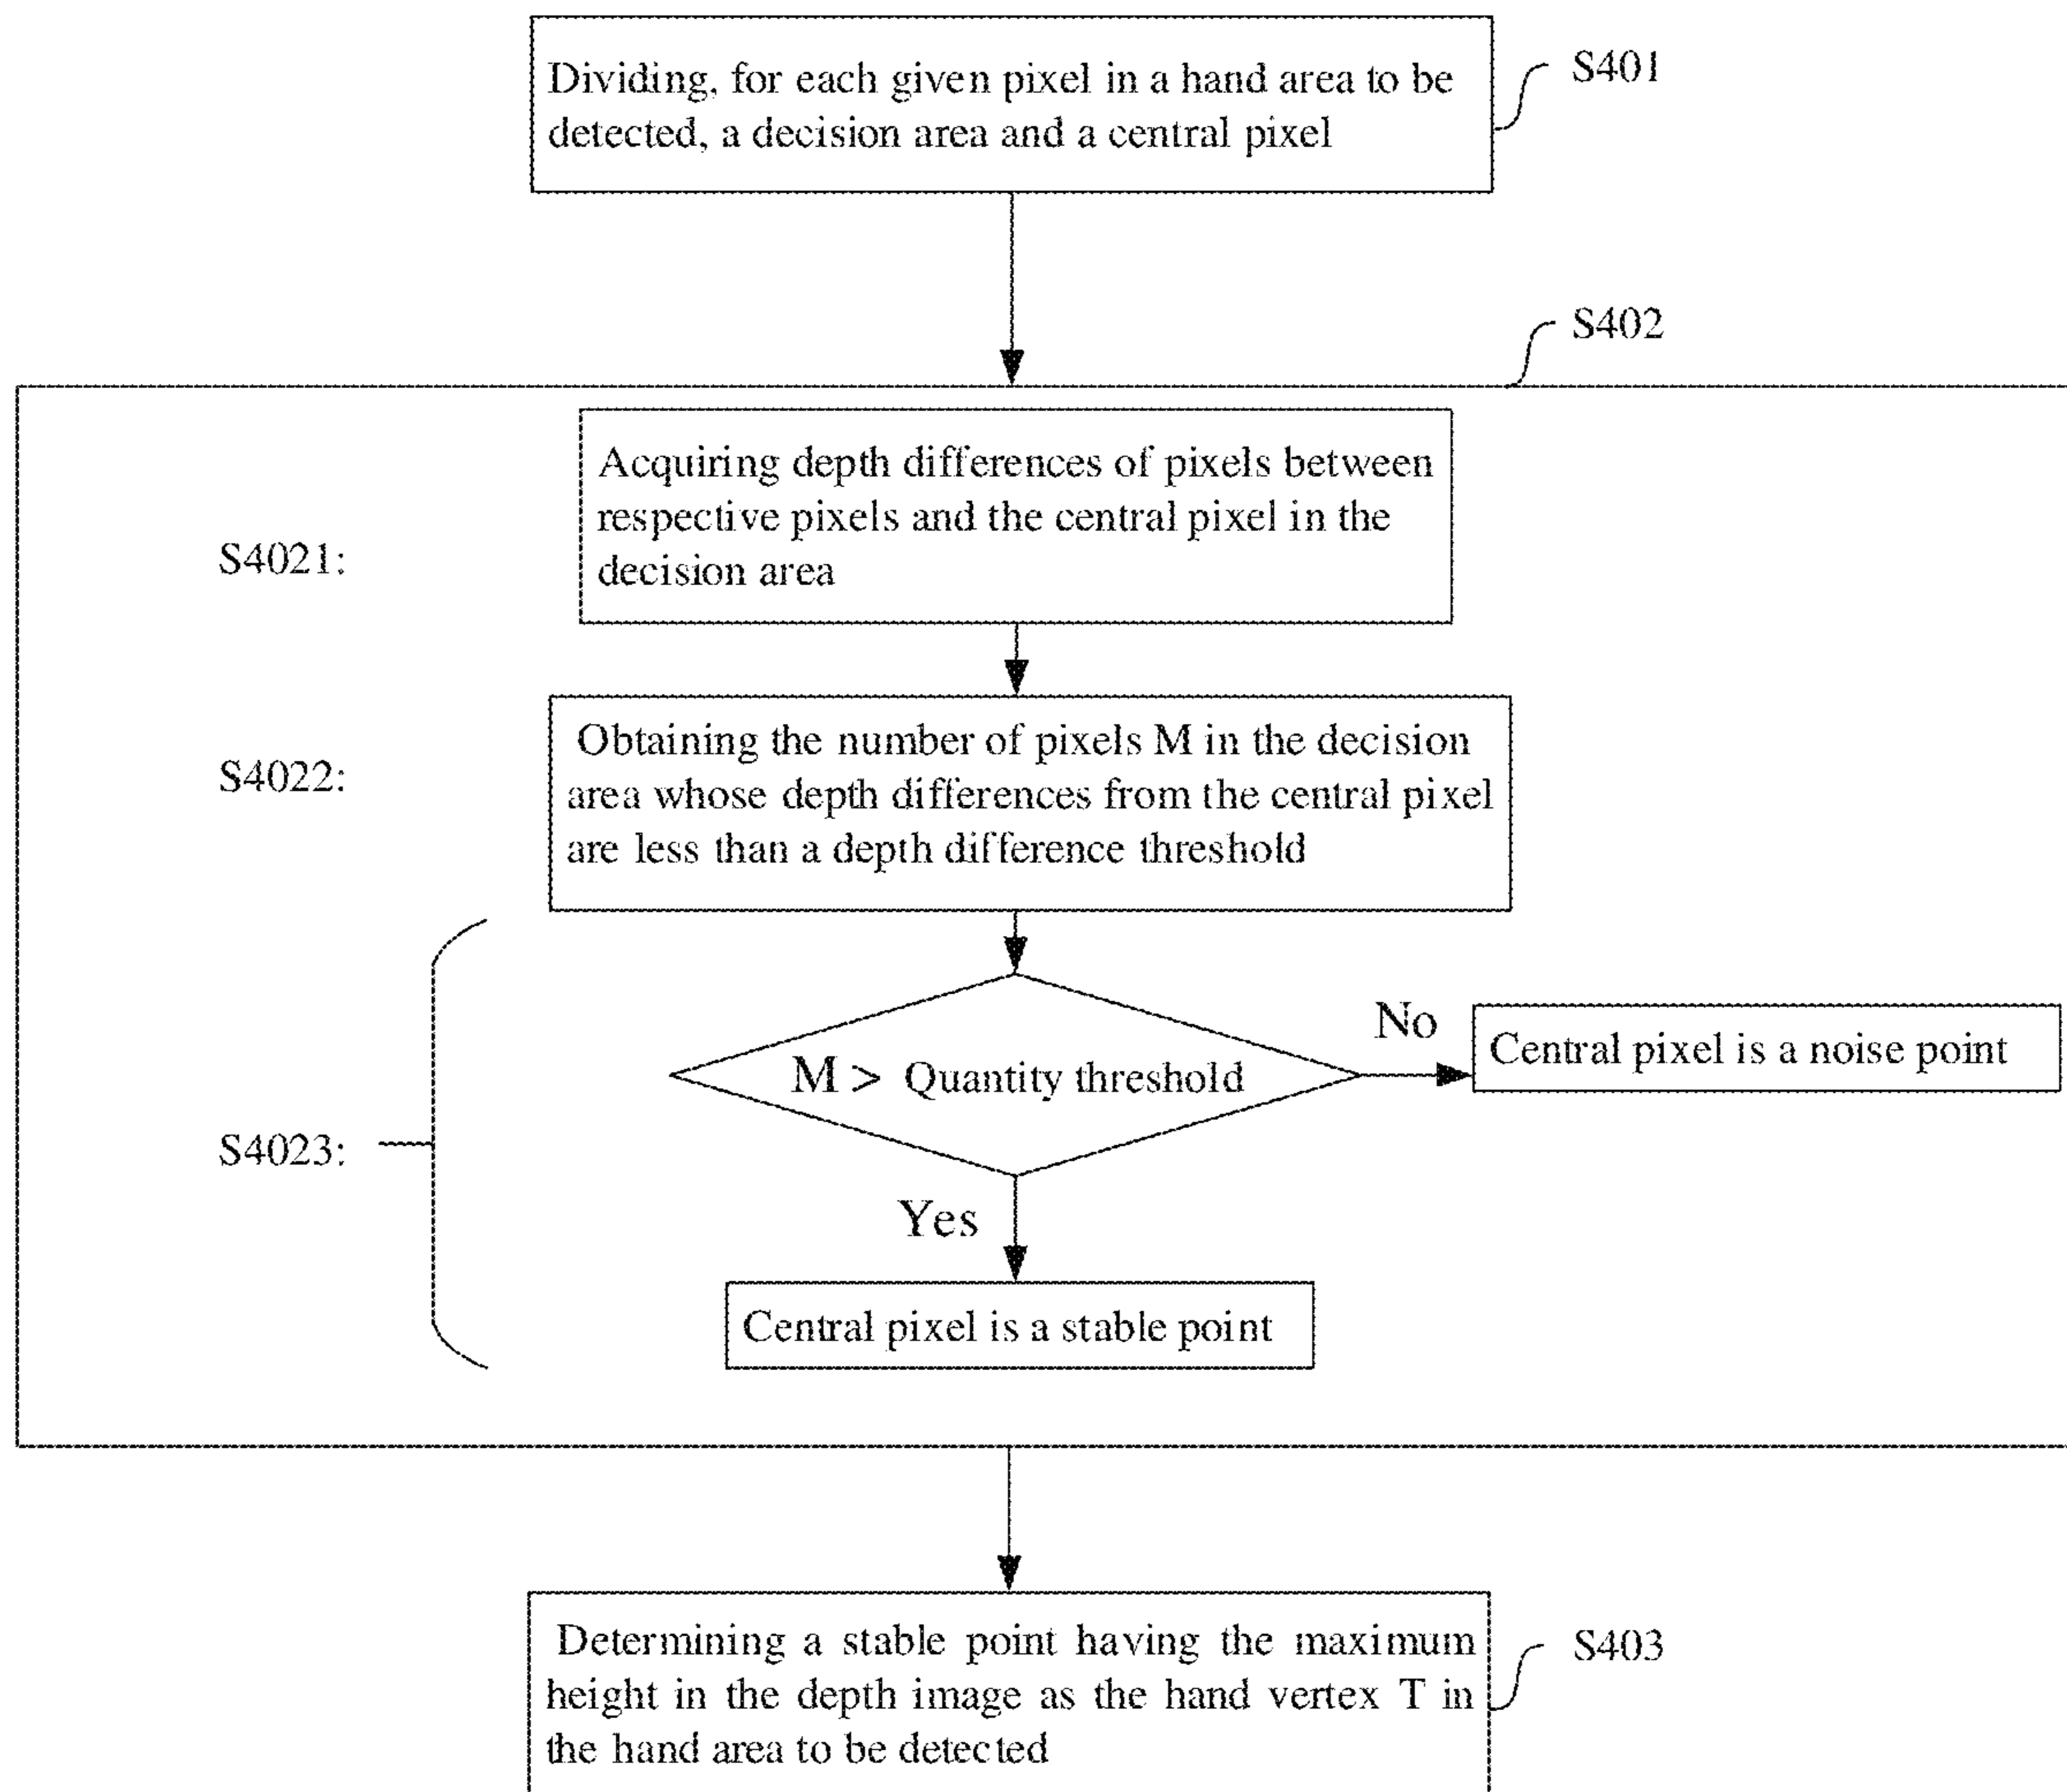 Dividing, for each given pixel in a hand area to be
detected, a decision area and a central pixel
S401
S402
Acquiring depth differences of pixels between
respective pixels and the central pixel in the
decision area
S4021:
Obtaining the number of pixels M in the decision
area whose depth differences from the central pixel
are less than a depth difference threshold
S4022:
M > Quantity threshold
No
Central pixel is a noise point
S4023:
Yes
Central pixel is a stable point
Determining a stable point having the maximum
height in the depth image as the hand vertex T in
the hand area to be detected
S403